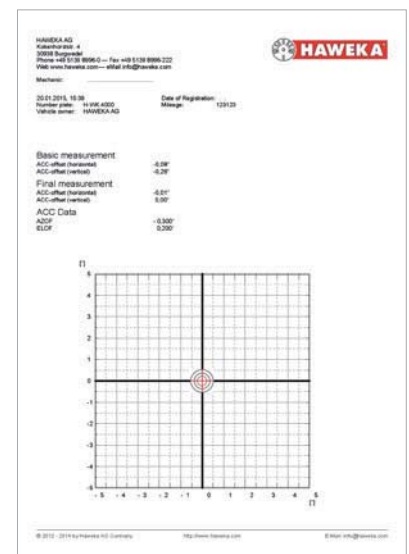 HAWEKA AG
Kokenhorststr. 4
30938 Burgwedel
Phone +49 5139 8996-0 — Fax +49 5139 8996-222
Web www.haweka.com — eMail info@haweka.com
HAWEKA
Mechanic:
20.01.2015, 16:38 Date of Registration:
Number plate: H-WK 4000 Mileage: 123123
Vehicle owner: HAWEKA AG
Basic measurement
ACC-offset (horizontal) -0,08°
ACC-offset (vertical) -0,26°
Final measurement
ACC-offset (horizontal) -0,01°
ACC-offset (vertical) 0,00°
ACC Data
AZOF - 0,300°
ELOF 0,200°
[']
5
4
3
2
1
0
-1
-2
-3
-4
-5
- 5 - 4 - 3 - 2 - 1 0 1 2 3 4 5
[']
© 2012 - 2014 by Haweka AG Germany http://www.haweka.com E-Mail: info@haweka.com